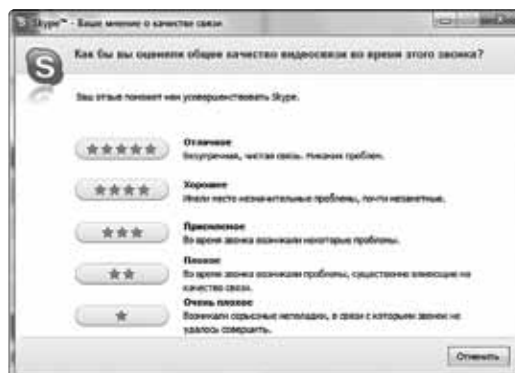 Skype™ - Ваше мнение о качестве связи
Как бы вы оценили общее качество видеосвязи во время этого звонка?
Ваш отзыв поможет нам усовершенствовать Skype.
Отличное
Безупречная, чистая связь. Никаких проблем.
Хорошее
Имели место незначительные проблемы, почти незаметные.
Приемлемое
Во время звонка возникали некоторые проблемы.
Плохое
Во время звонка возникали проблемы, существенно влияющие на
качество связи.
Очень плохое
Возникали серьезные неполадки, в связи с которыми звонок не
удалось совершить.
Отменить